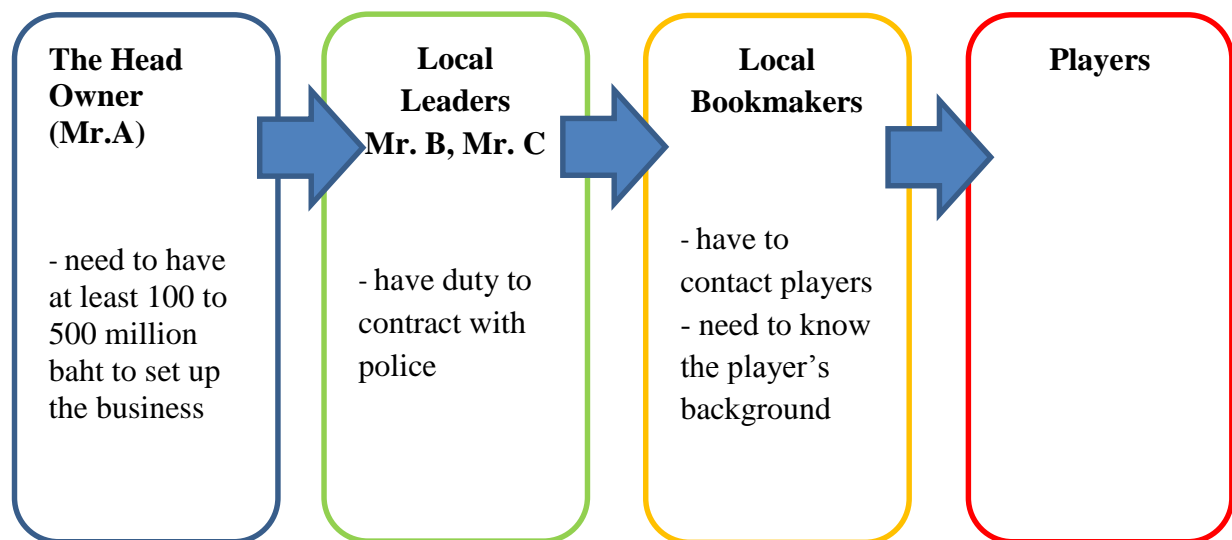 The Head
Owner
(Mr.A)
- need to have
at least 100 to
500 million
baht to set up
the business
Local
Leaders
Mr. B, Mr. C
- have duty to
contract with
police
Local
Bookmakers
- have to
contact players
- need to know
the player’s
background
Players